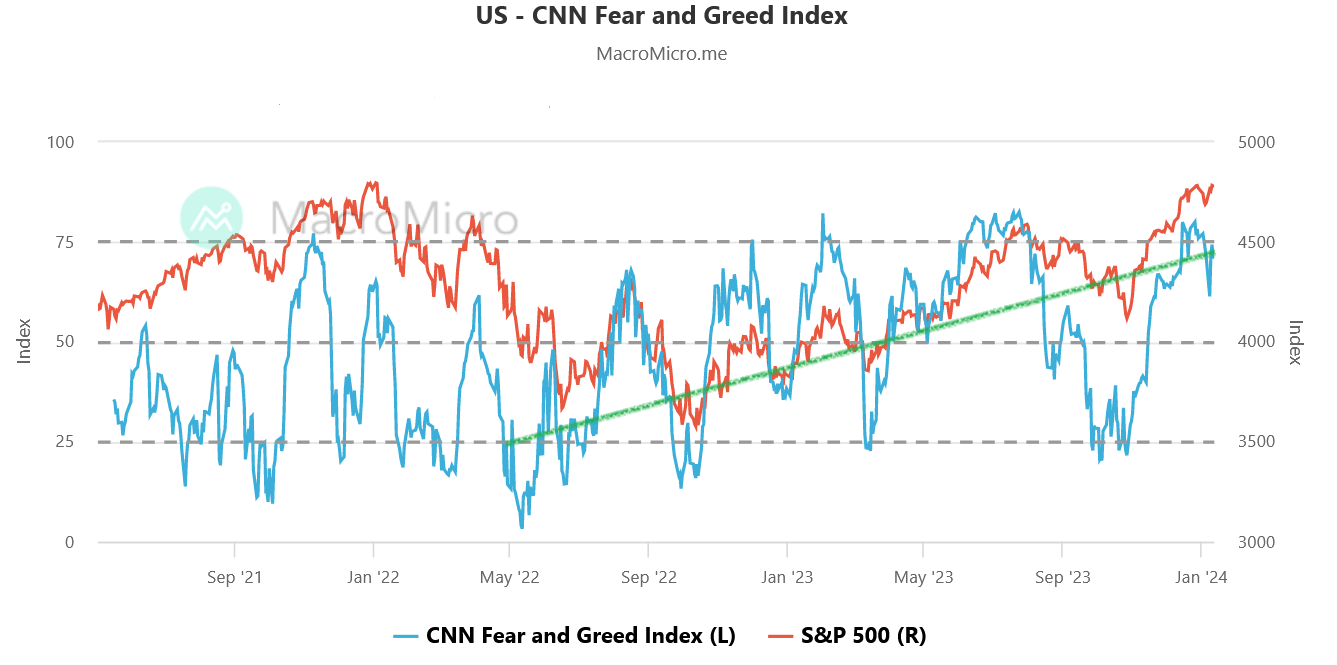 US - CNN Fear and Greed Index
MacroMicro.me
100
5000
MacroMicro
75
4500
Index
50
4000
Index
25
3500
0
3000
Sep '21
Jan '22
May '22
Sep '22
Jan '23
May '23
Sep '23
Jan '24
CNN Fear and Greed Index (L)
S&P 500 (R)